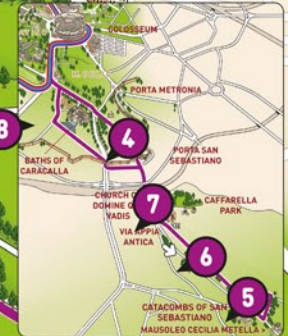 COLOSSEUM
PORTA METRONIA
8
4
BATHS OF
CARACALLA
PORTA SAN
SEBASTIANO
CHURCH OF
DOMINE QUO
VADIS
7
CAFFARELLA
PARK
VIA APPIA
ANTICA
6
5
CATACOMBS OF SAN
SEBASTIANO
MAUSOLEO CECILIA METELLA